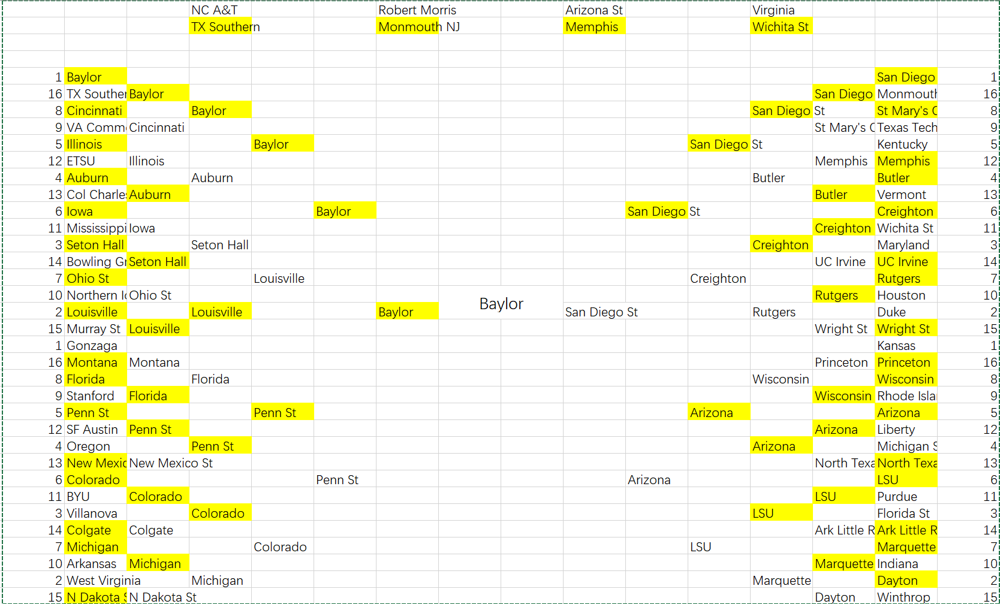 NC A&T Robert Morris Arizona St Virginia
TX Southern Monmouth NJ Memphis Wichita St
1 Baylor San Diego 1
16 TX Souther Baylor San Diego Monmouth 16
8 Cincinnati Baylor San Diego St St Mary's C 8
9 VA Comm Cincinnati St Mary's C Texas Tech 9
5 Illinois Baylor San Diego St Kentucky 5
12 ETSU Illinois Memphis Memphis 12
4 Auburn Auburn Butler Butler 4
13 Col Charles Auburn Butler Vermont 13
6 Iowa Baylor San Diego St Creighton 6
11 Mississippi Iowa Creighton Wichita St 11
3 Seton Hall Seton Hall Creighton Maryland 3
14 Bowling Gr Seton Hall UC Irvine UC Irvine 14
7 Ohio St Louisville Creighton Rutgers 7
10 Northern Io Ohio St Rutgers Houston 10
Baylor
2 Louisville Louisville Baylor San Diego St Rutgers Duke 2
15 Murray St Louisville Wright St Wright St 15
1 Gonzaga Kansas 1
16 Montana Montana Princeton Princeton 16
8 Florida Florida Wisconsin Wisconsin 8
9 Stanford Florida Wisconsin Rhode Isla 9
5 Penn St Penn St Arizona Arizona 5
12 SF Austin Penn St Arizona Liberty 12
4 Oregon Penn St Arizona Michigan S 4
13 New Mexic New Mexico St North Texa North Texa 13
6 Colorado Penn St Arizona LSU 6
11 BYU Colorado LSU Purdue 11
3 Villanova Colorado LSU Florida St 3
14 Colgate Colgate Ark Little R Ark Little R 14
7 Michigan Colorado LSU Marquette 7
10 Arkansas Michigan Marquette Indiana 10
2 West Virginia Michigan Marquette Dayton 2
15 N Dakota S N Dakota St Dayton Winthrop 15